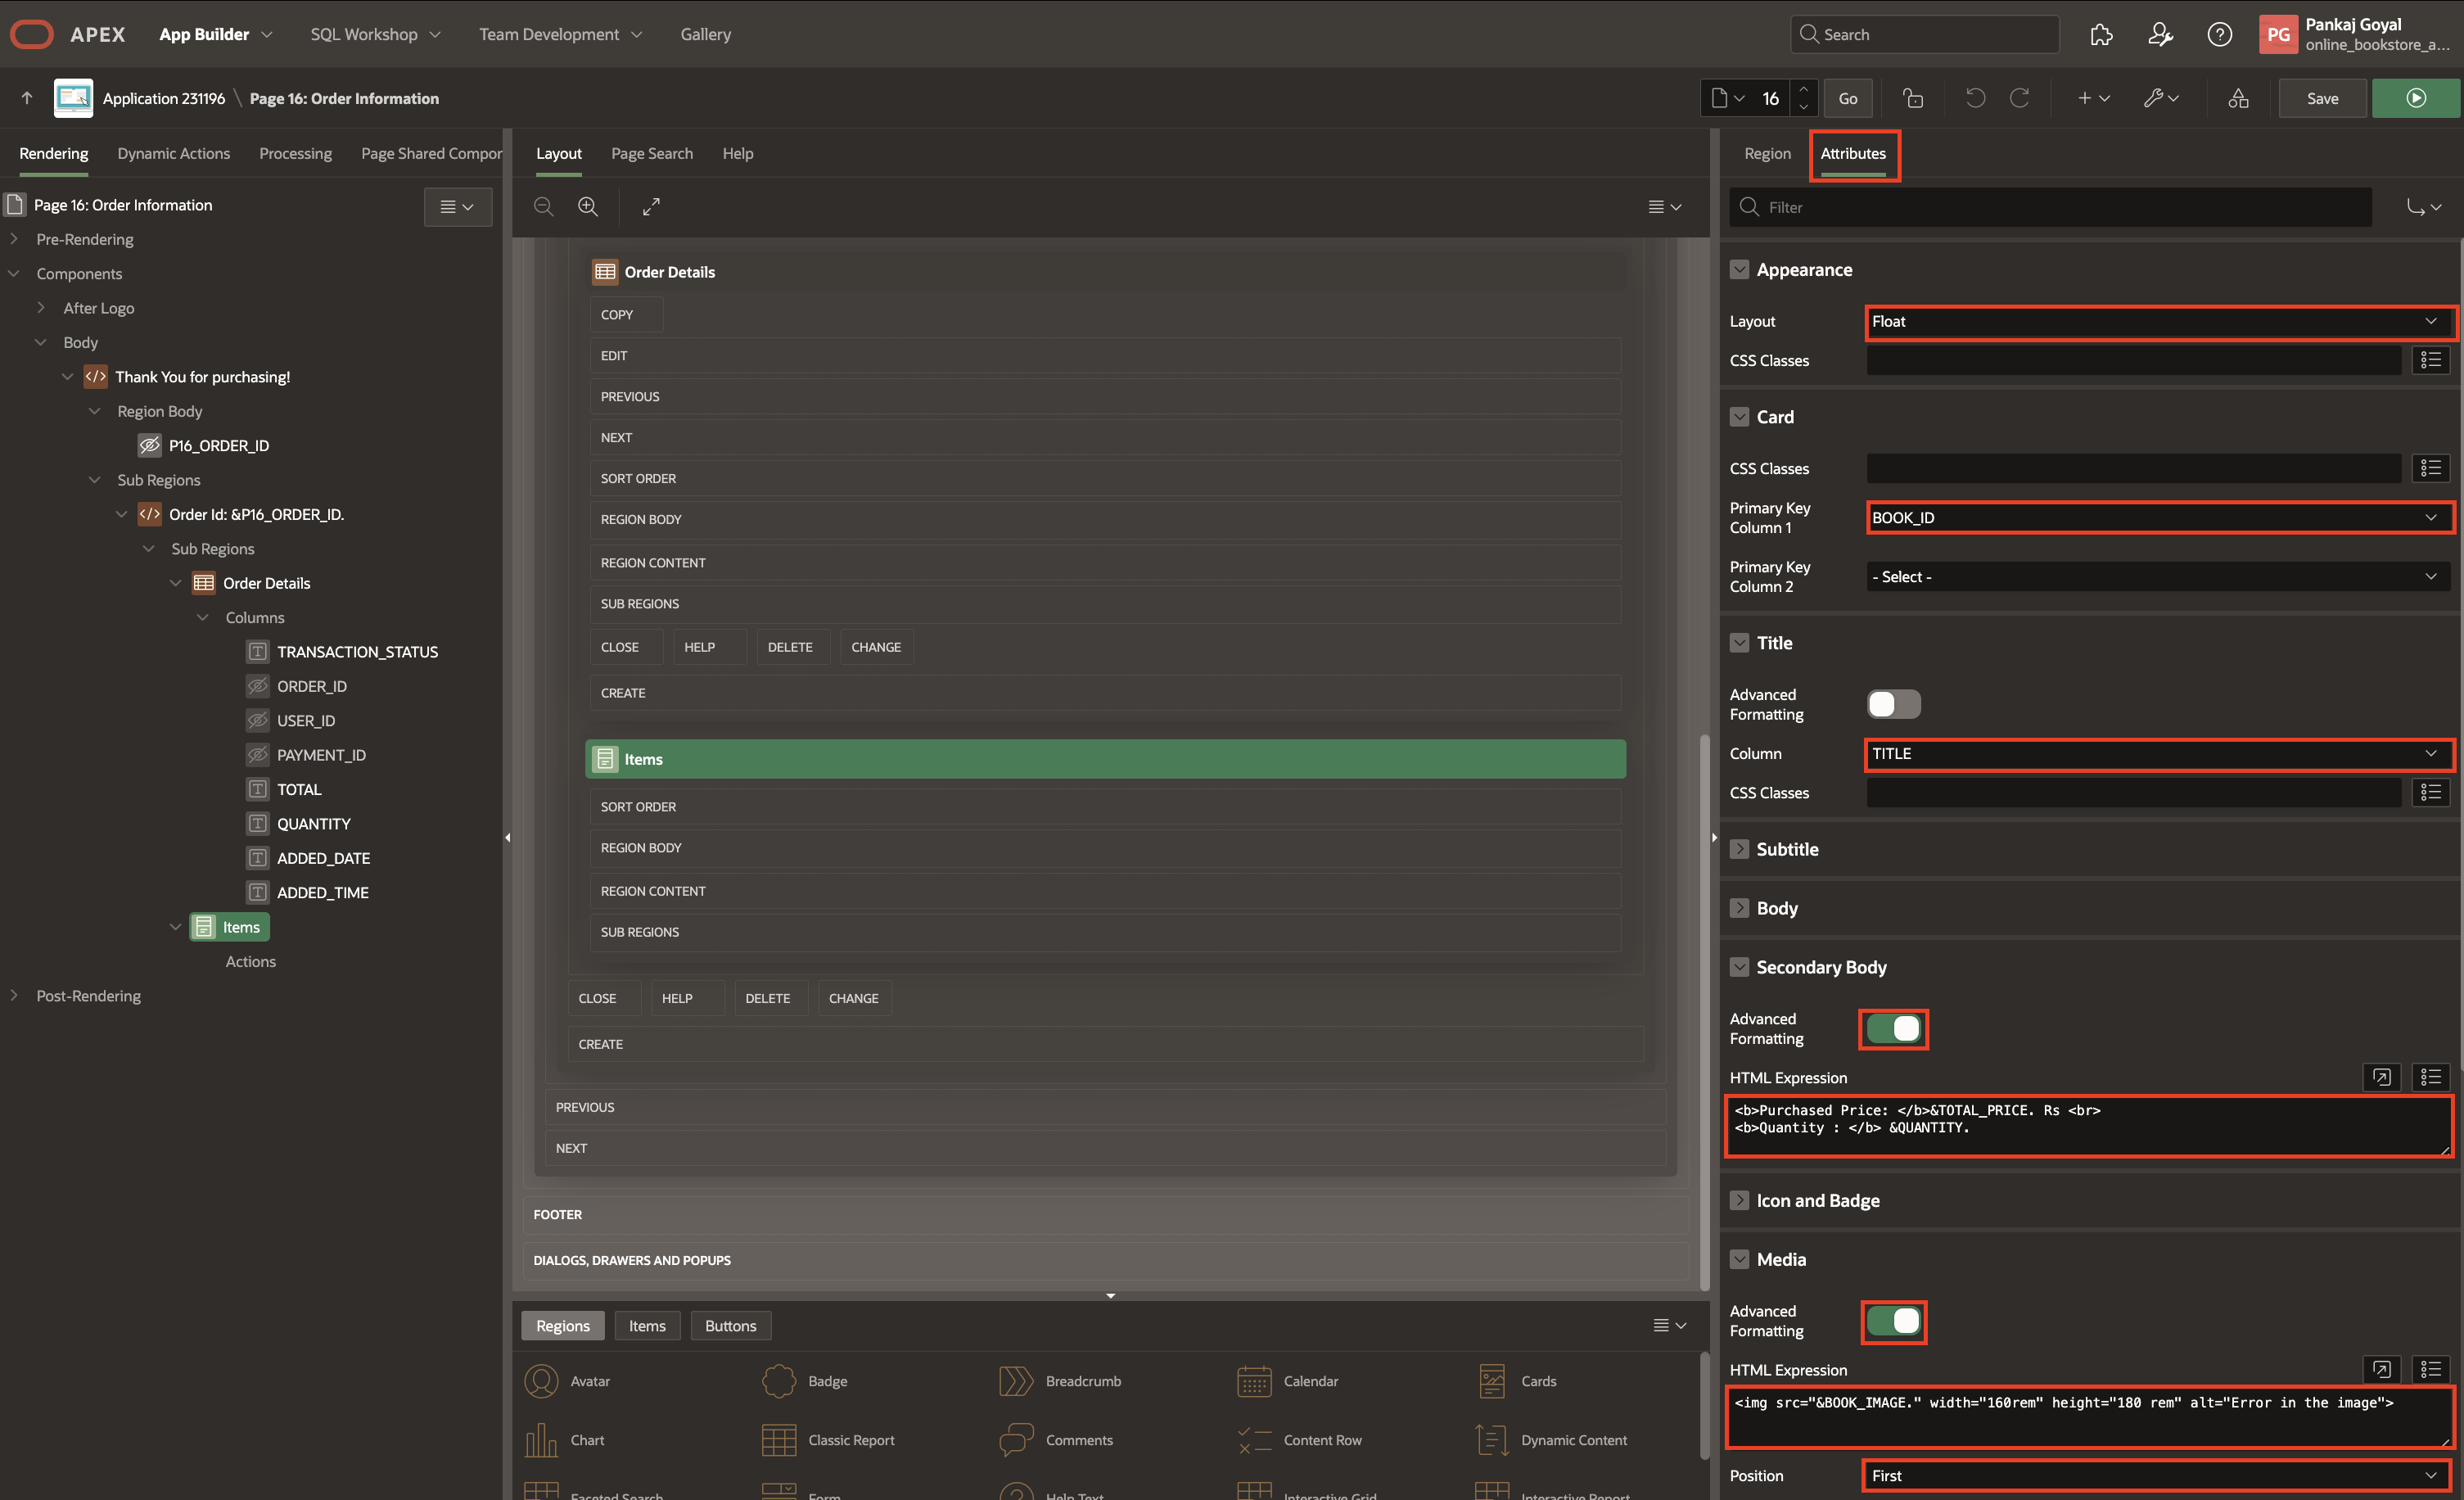 APEX
App Builder
SQL Workshop
Team Development
Gallery
Search
PG
Pankaj Goyal
online_bookstore_a...
Application 231196 \ Page 16: Order Information
16
Go
Save
Rendering
Dynamic Actions
Processing
Page Shared Compor
Page 16: Order Information
Pre-Rendering
Components
After Logo
Body
Thank You for purchasing!
Region Body
P16_ORDER_ID
Sub Regions
Order Id: &P16_ORDER_ID.
Sub Regions
Order Details
Columns
TRANSACTION_STATUS
ORDER_ID
USER_ID
PAYMENT_ID
TOTAL
QUANTITY
ADDED_DATE
ADDED_TIME
Items
Actions
Post-Rendering
Layout
Page Search
Help
Order Details
COPY
EDIT
PREVIOUS
NEXT
SORT ORDER
REGION BODY
REGION CONTENT
SUB REGIONS
CLOSE
HELP
DELETE
CHANGE
CREATE
Items
SORT ORDER
REGION BODY
REGION CONTENT
SUB REGIONS
CLOSE
HELP
DELETE
CHANGE
CREATE
PREVIOUS
NEXT
FOOTER
DIALOGS, DRAWERS AND POPUPS
Regions
Items
Buttons
Avatar
Badge
Breadcrumb
Calendar
Cards
Chart
Classic Report
Comments
Content Row
Dynamic Content
Faceted Search
Form
Help Text
Interactive Grid
Interactive Report
Region
Attributes
Filter
Appearance
Layout
Float
CSS Classes
Card
CSS Classes
Primary Key
Column 1
BOOK_ID
Primary Key
Column 2
- Select -
Title
Advanced
Formatting
Column
TITLE
CSS Classes
Subtitle
Body
Secondary Body
Advanced
Formatting
HTML Expression
<b>Purchased Price: </b>&TOTAL_PRICE. Rs <br>
<b>Quantity : </b> &QUANTITY.
Icon and Badge
Media
Advanced
Formatting
HTML Expression
<img src="&BOOK_IMAGE." width="160rem" height="180 rem" alt="Error in the image">
Position
First